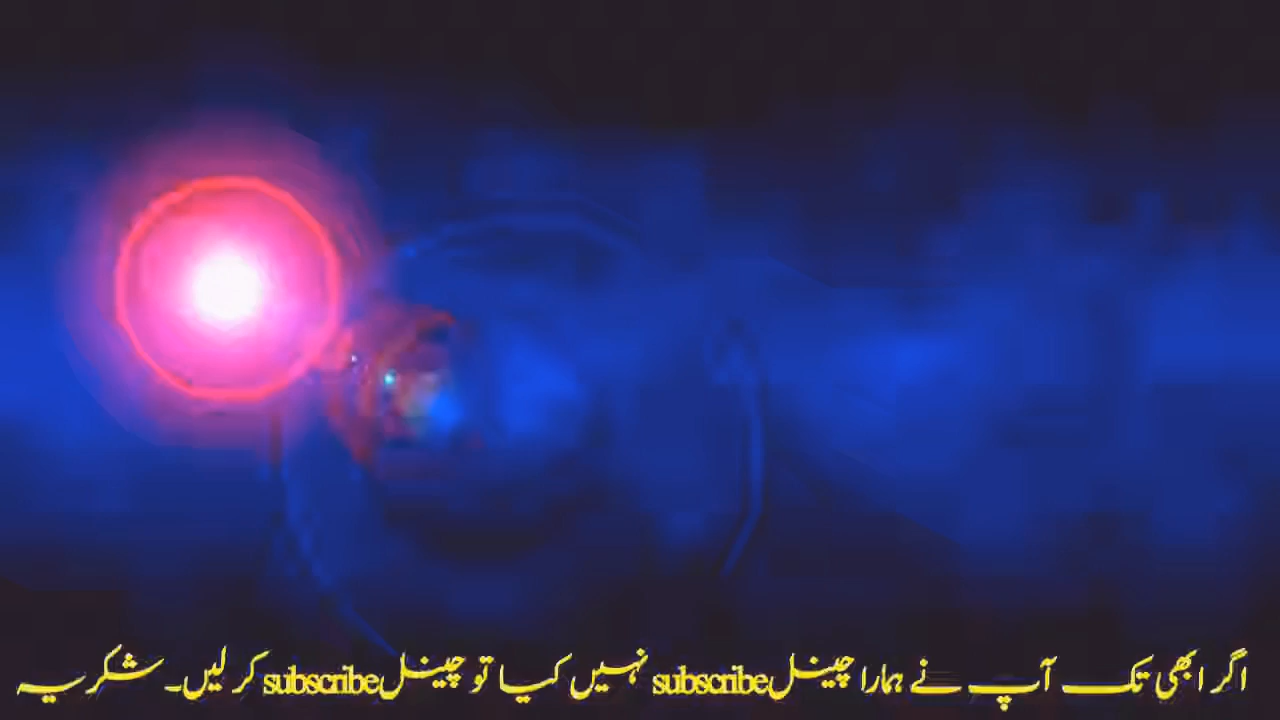 اگر ابھی تک آپ نے ہمارا چینل subscribe نہیں کیا تو چینل subscribe کر لیں۔ شکریہ